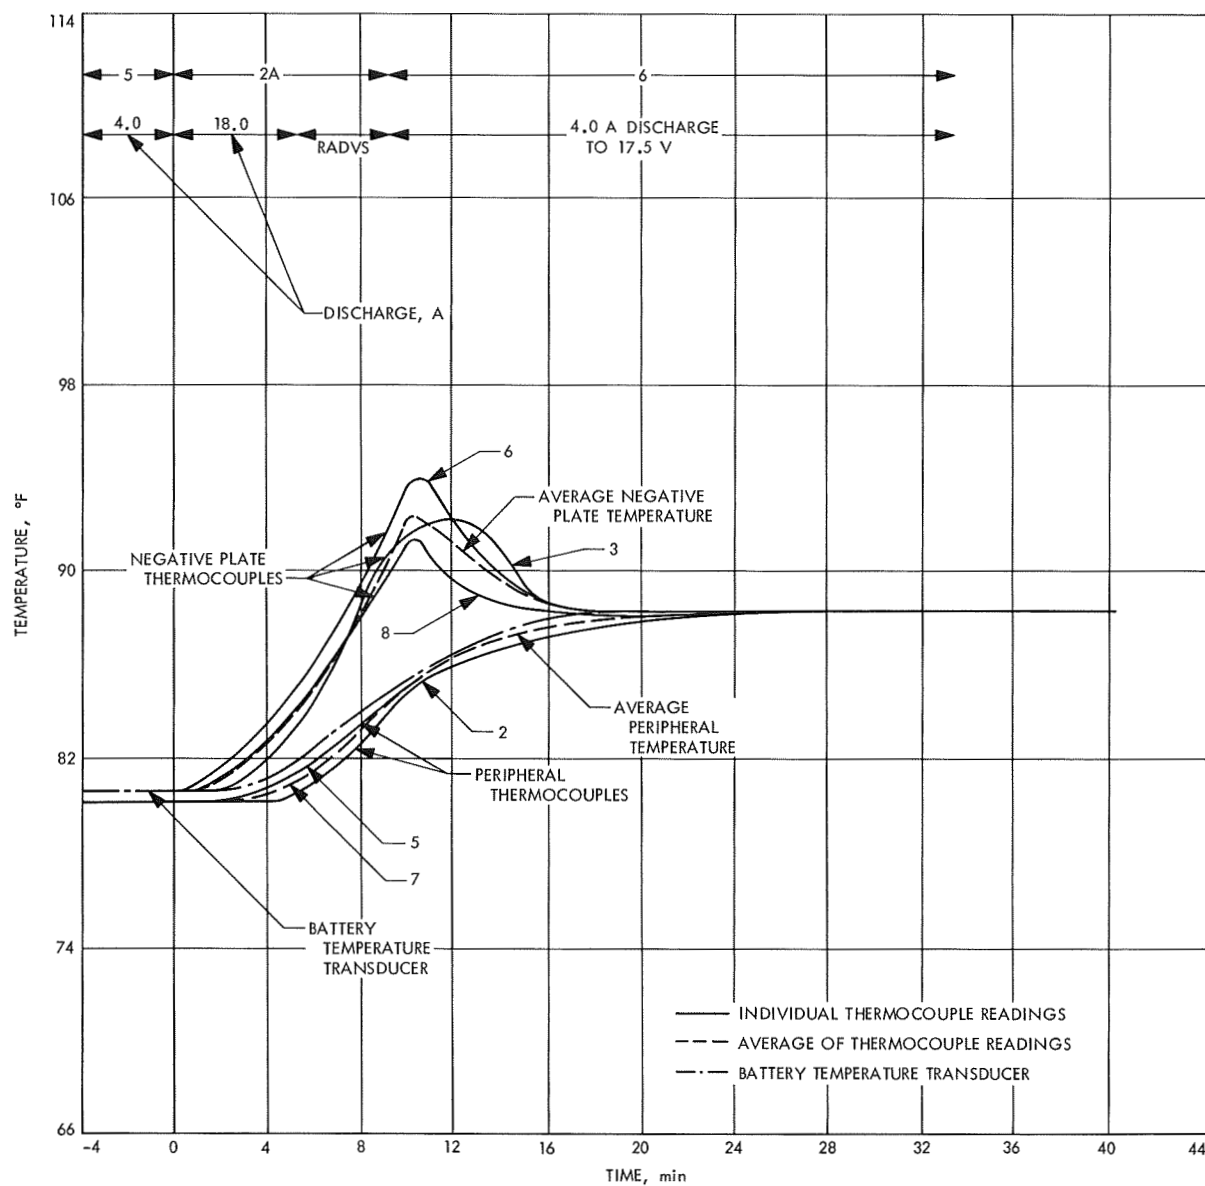 114
5
2A
6
4.0
18.0
RADVS
4.0 A DISCHARGE
TO 17.5 V
106
DISCHARGE, A
98
6
AVERAGE NEGATIVE
PLATE TEMPERATURE
NEGATIVE PLATE
THERMOCOUPLES
3
90
TEMPERATURE, °F
8
AVERAGE
PERIPHERAL
TEMPERATURE
2
82
PERIPHERAL
THERMOCOUPLES
5
7
BATTERY
TEMPERATURE
TRANSDUCER
74
INDIVIDUAL THERMOCOUPLE READINGS
AVERAGE OF THERMOCOUPLE READINGS
BATTERY TEMPERATURE TRANSDUCER
66
-4 0 4 8 12 16 20 24 28 32 36 40 44
TIME, min